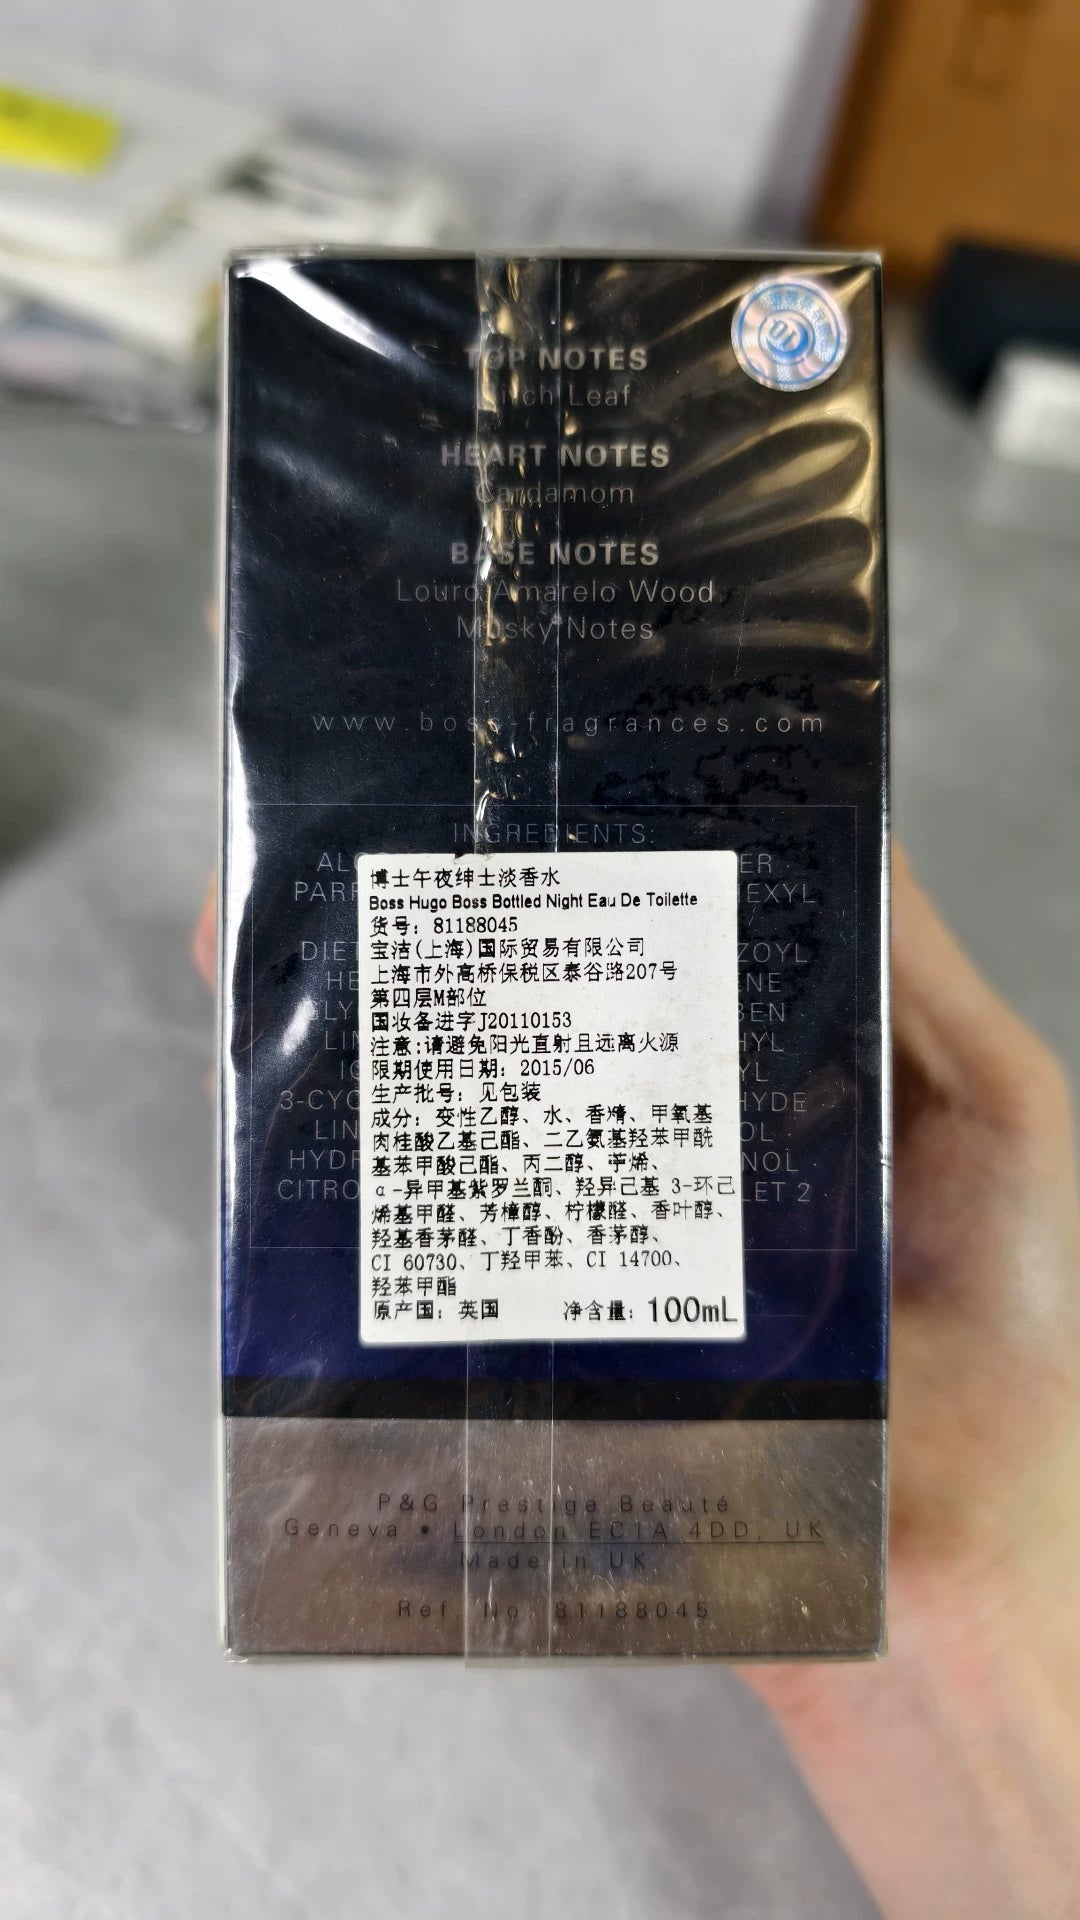 TOP NOTES
Leaf
HEART NOTES
Cardamom
BASE NOTES
Louro Amarelo Wood
Musky Notes
www.boss-fragrances.com
INGREDIENTS:
博士午夜绅士淡香水
Boss Hugo Boss Bottled Night Eau De Toilette
货号：81188045
宝洁(上海)国际贸易有限公司
上海市外高桥保税区泰谷路207号
第四层M部位
国妆备进字J20110153
注意:请避免阳光直射且远离火源
限期使用日期：2015/06
生产批号：见包装
成分：变性乙醇、水、香精、甲氧基
肉桂酸乙基己酯、二乙氨基羟苯甲酰
基苯甲酸己酯、丙二醇、苧烯、
α-异甲基紫罗兰酮、羟异己基 3-环己
烯基甲醛、芳樟醇、柠檬醛、香叶醇、
羟基香茅醛、丁香酚、香茅醇、
CI 60730、丁羟甲苯、CI 14700、
羟苯甲酯
原产国：英国 净含量：100mL
P&G Prestige Beauté
Geneva • London EC1A 4DD, UK
Made in UK
Ref. No. 81188045